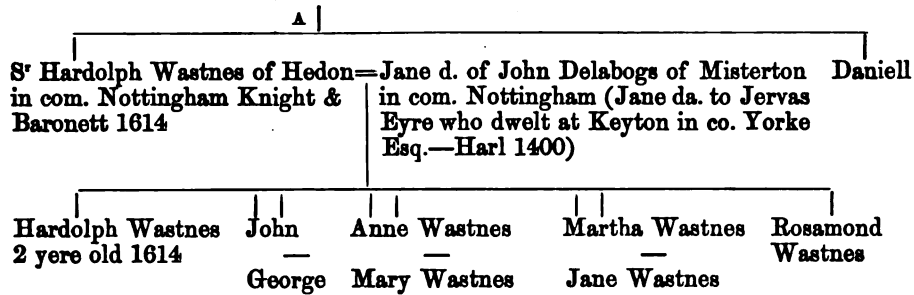 A
Sʳ Hardolph Wastnes of Hedon=Jane d. of John Delabogs of Misterton Daniell
in com. Nottingham Knight & in com. Nottingham (Jane da. to Jervas
Baronett 1614 Eyre who dwelt at Keyton in co. Yorke
Esq.—Harl 1400)
Hardolph Wastnes John Anne Wastnes Martha Wastnes Rosamond
2 yere old 1614 — — — Wastnes
George Mary Wastnes Jane Wastnes